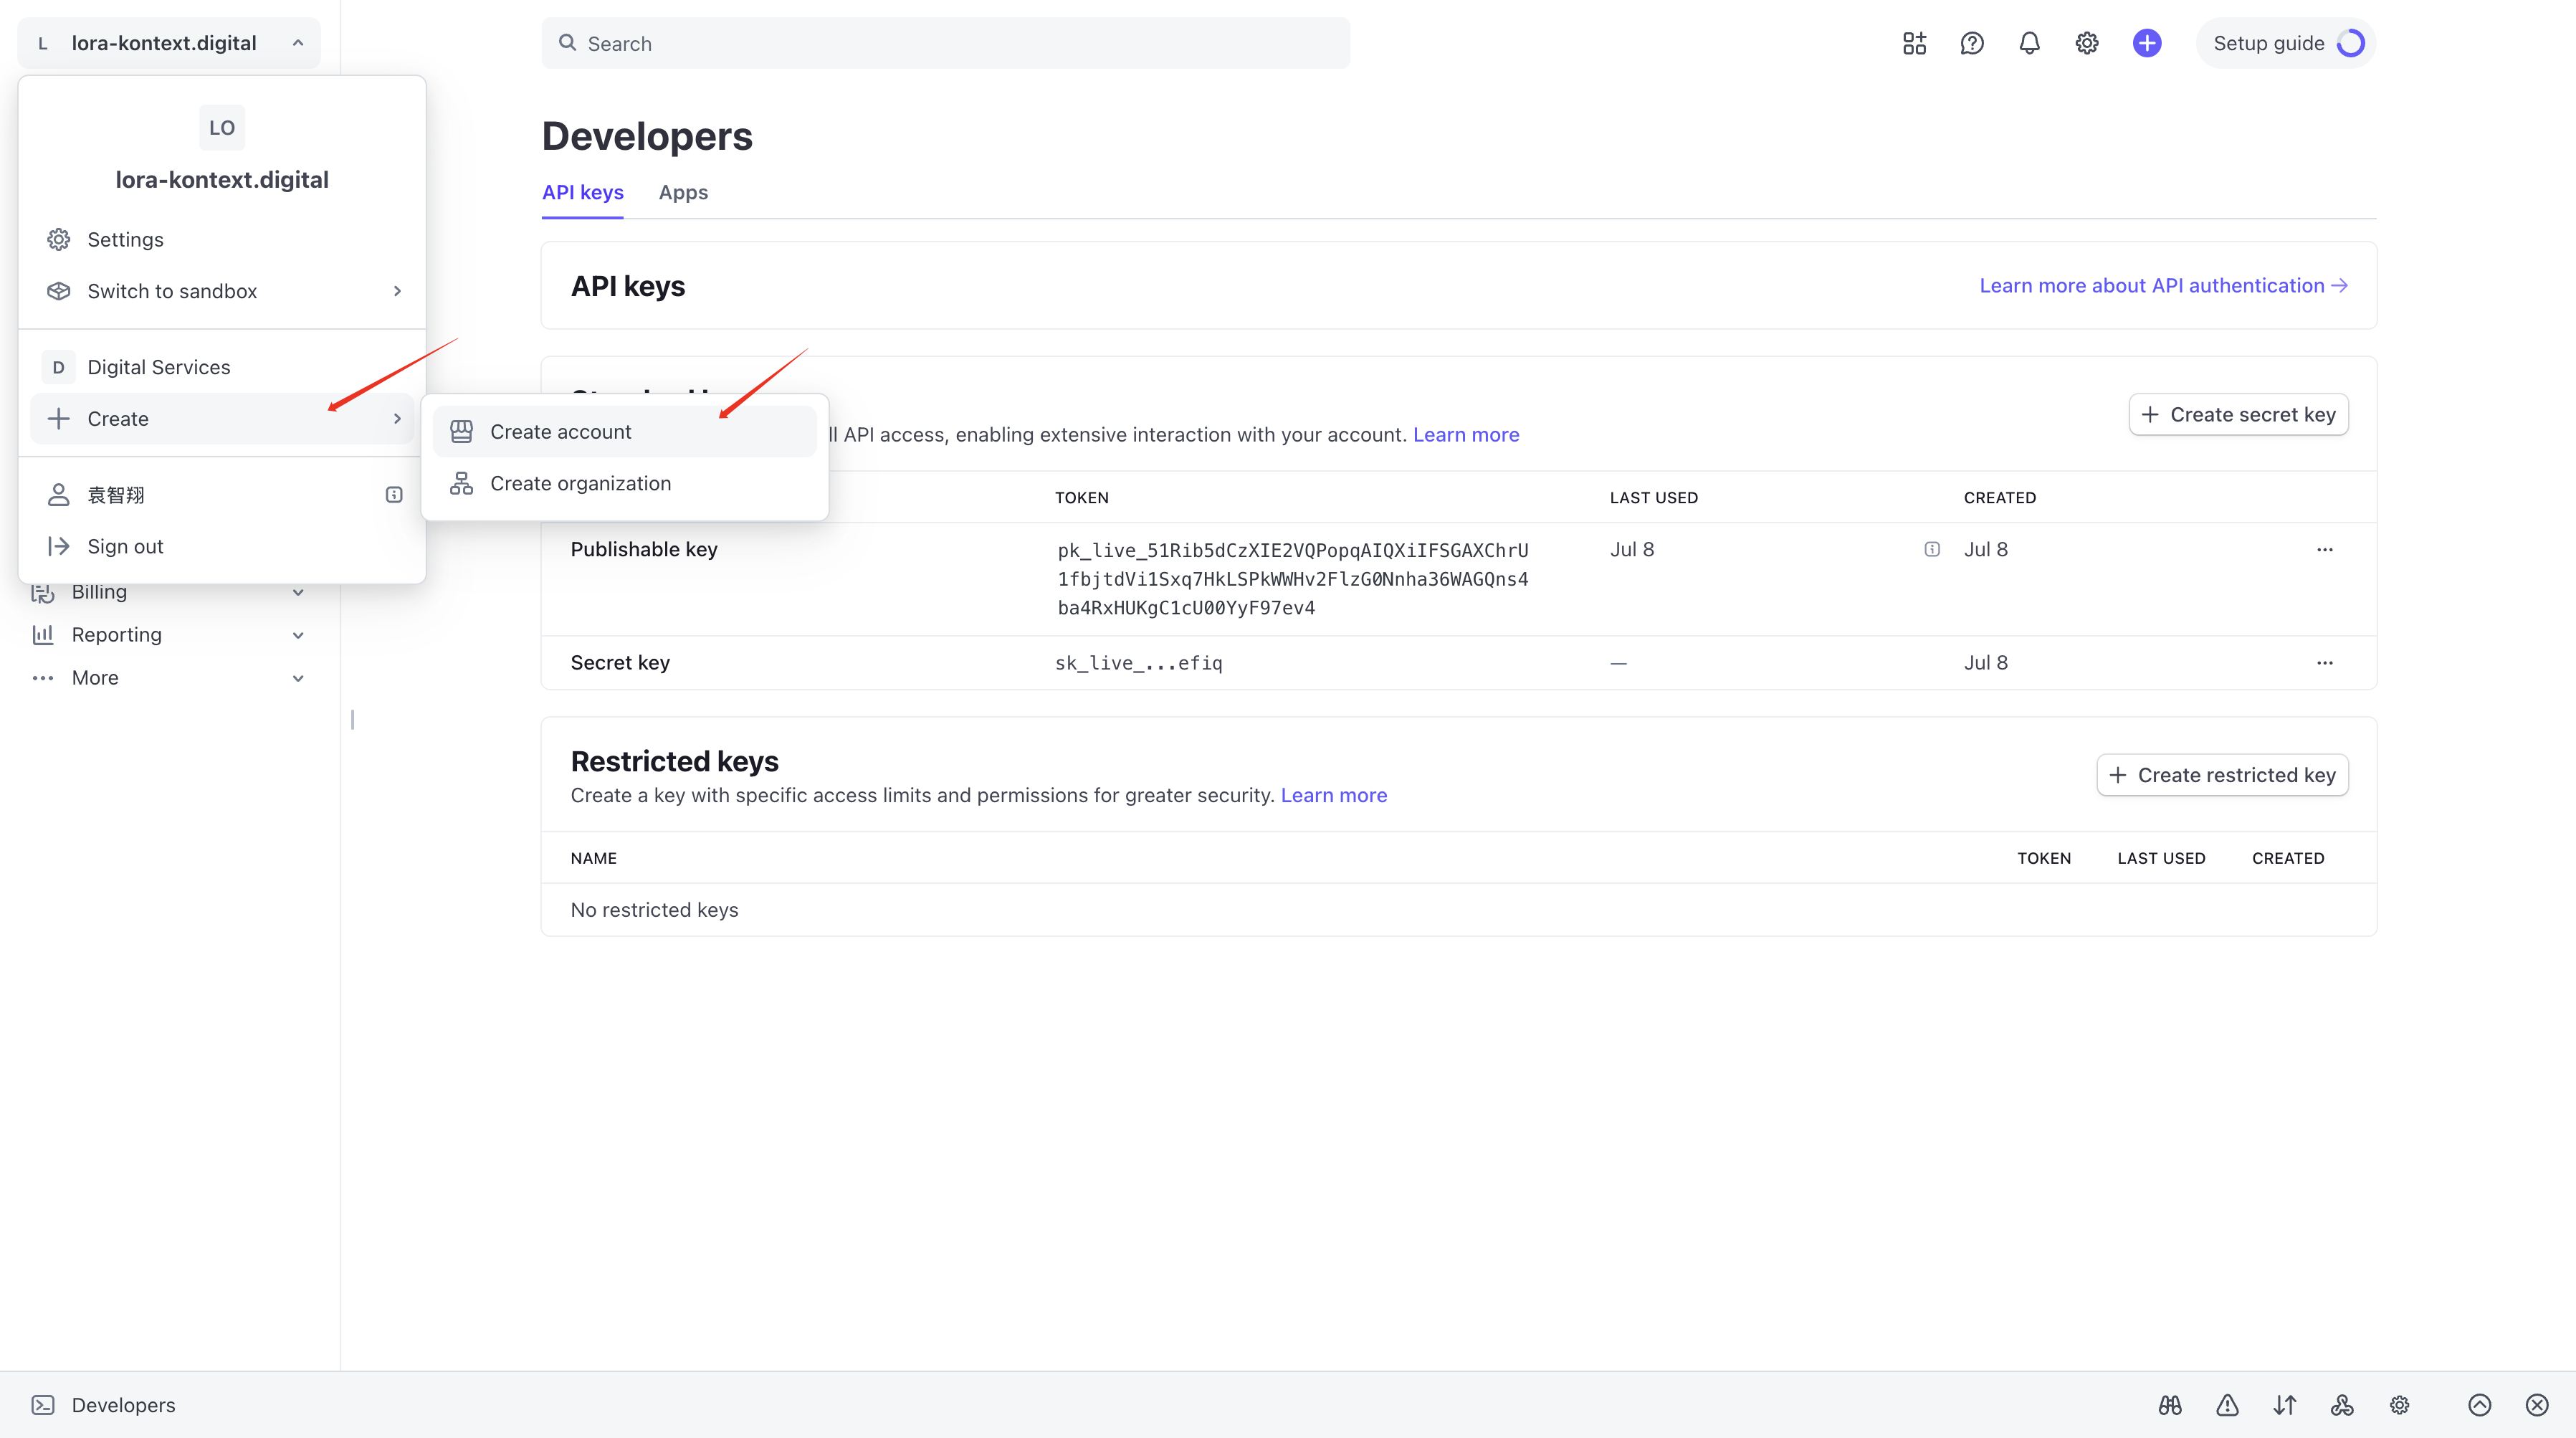 L lora-kontext.digital
Search
Setup guide
LO
lora-kontext.digital
Settings
Switch to sandbox
D Digital Services
Create
袁智翔
Sign out
Billing
Reporting
More
Create account
Create organization
Developers
API keys Apps
API keys
Learn more about API authentication →
ll API access, enabling extensive interaction with your account. Learn more
+ Create secret key
TOKEN LAST USED CREATED
Publishable key
pk_live_51Rib5dCzXIE2VQPopqAIQXiIFSGAXChrU
1fbjtdVi1Sxq7HkLSPkWWHv2FlzG0Nnha36WAGQns4
ba4RxHUKgC1cU00YyF97ev4
Jul 8 Jul 8
Secret key sk_live_...efiq — Jul 8
Restricted keys
Create a key with specific access limits and permissions for greater security. Learn more
+ Create restricted key
NAME TOKEN LAST USED CREATED
No restricted keys
Developers